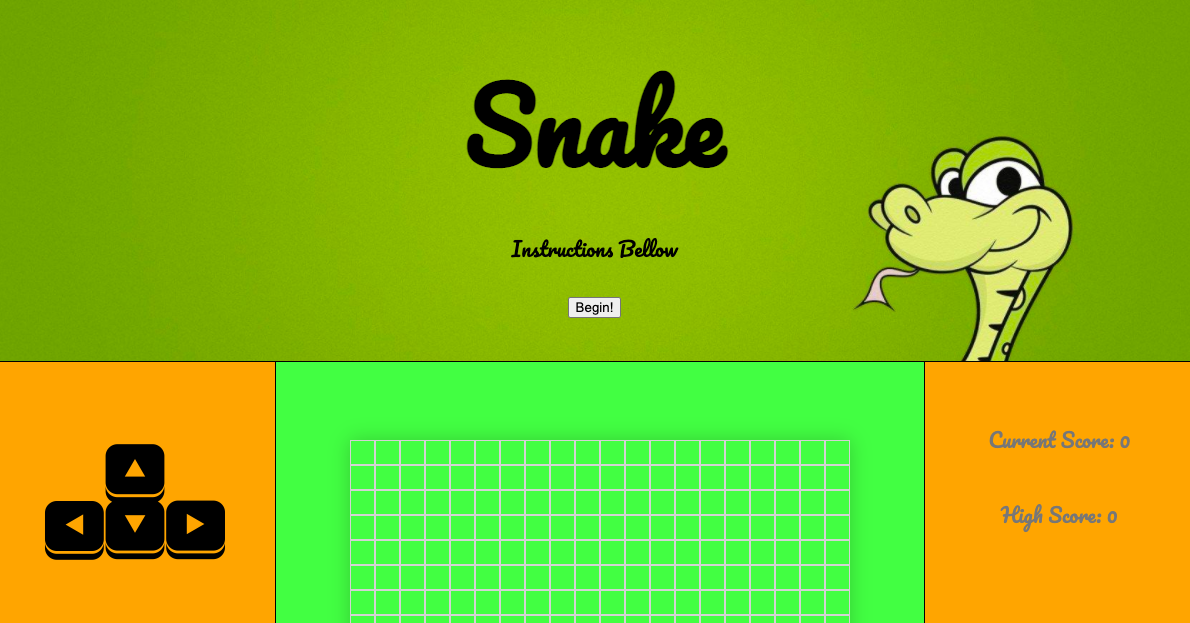 Snake
Instructions Bellow
Begin!
Current Score: 0
High Score: 0